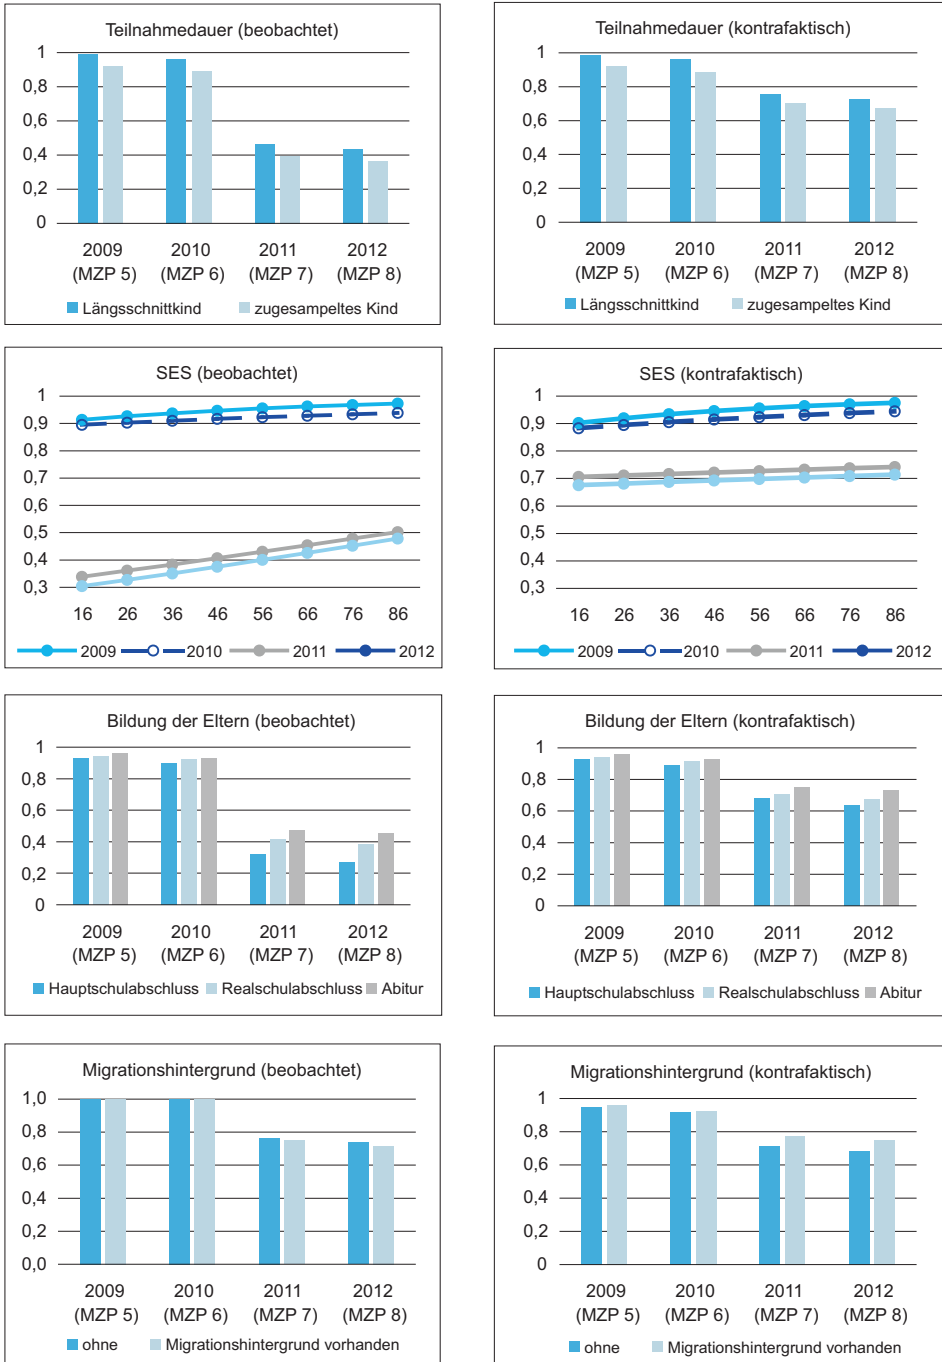 Teilnahmedauer (beobachtet)
1
0,8
0,6
0,4
0,2
0
2009 2010 2011 2012
(MZP 5) (MZP 6) (MZP 7) (MZP 8)
Längsschnittkind zugesampeltes Kind
Teilnahmedauer (kontrafaktisch)
1
0,8
0,6
0,4
0,2
0
2009 2010 2011 2012
(MZP 5) (MZP 6) (MZP 7) (MZP 8)
Längsschnittkind zugesampeltes Kind
SES (beobachtet)
1
0,9
0,8
0,7
0,6
0,5
0,4
0,3
16 26 36 46 56 66 76 86
2009 2010 2011 2012
SES (kontrafaktisch)
1
0,9
0,8
0,7
0,6
0,5
0,4
0,3
16 26 36 46 56 66 76 86
2009 2010 2011 2012
Bildung der Eltern (beobachtet)
1
0,8
0,6
0,4
0,2
0
2009 2010 2011 2012
(MZP 5) (MZP 6) (MZP 7) (MZP 8)
Hauptschulabschluss Realschulabschluss Abitur
Bildung der Eltern (kontrafaktisch)
1
0,8
0,6
0,4
0,2
0
2009 2010 2011 2012
(MZP 5) (MZP 6) (MZP 7) (MZP 8)
Hauptschulabschluss Realschulabschluss Abitur
Migrationshintergrund (beobachtet)
1,0
0,8
0,6
0,4
0,2
0,0
2009 2010 2011 2012
(MZP 5) (MZP 6) (MZP 7) (MZP 8)
ohne Migrationshintergrund vorhanden
Migrationshintergrund (kontrafaktisch)
1
0,8
0,6
0,4
0,2
0
2009 2010 2011 2012
(MZP 5) (MZP 6) (MZP 7) (MZP 8)
ohne Migrationshintergrund vorhanden